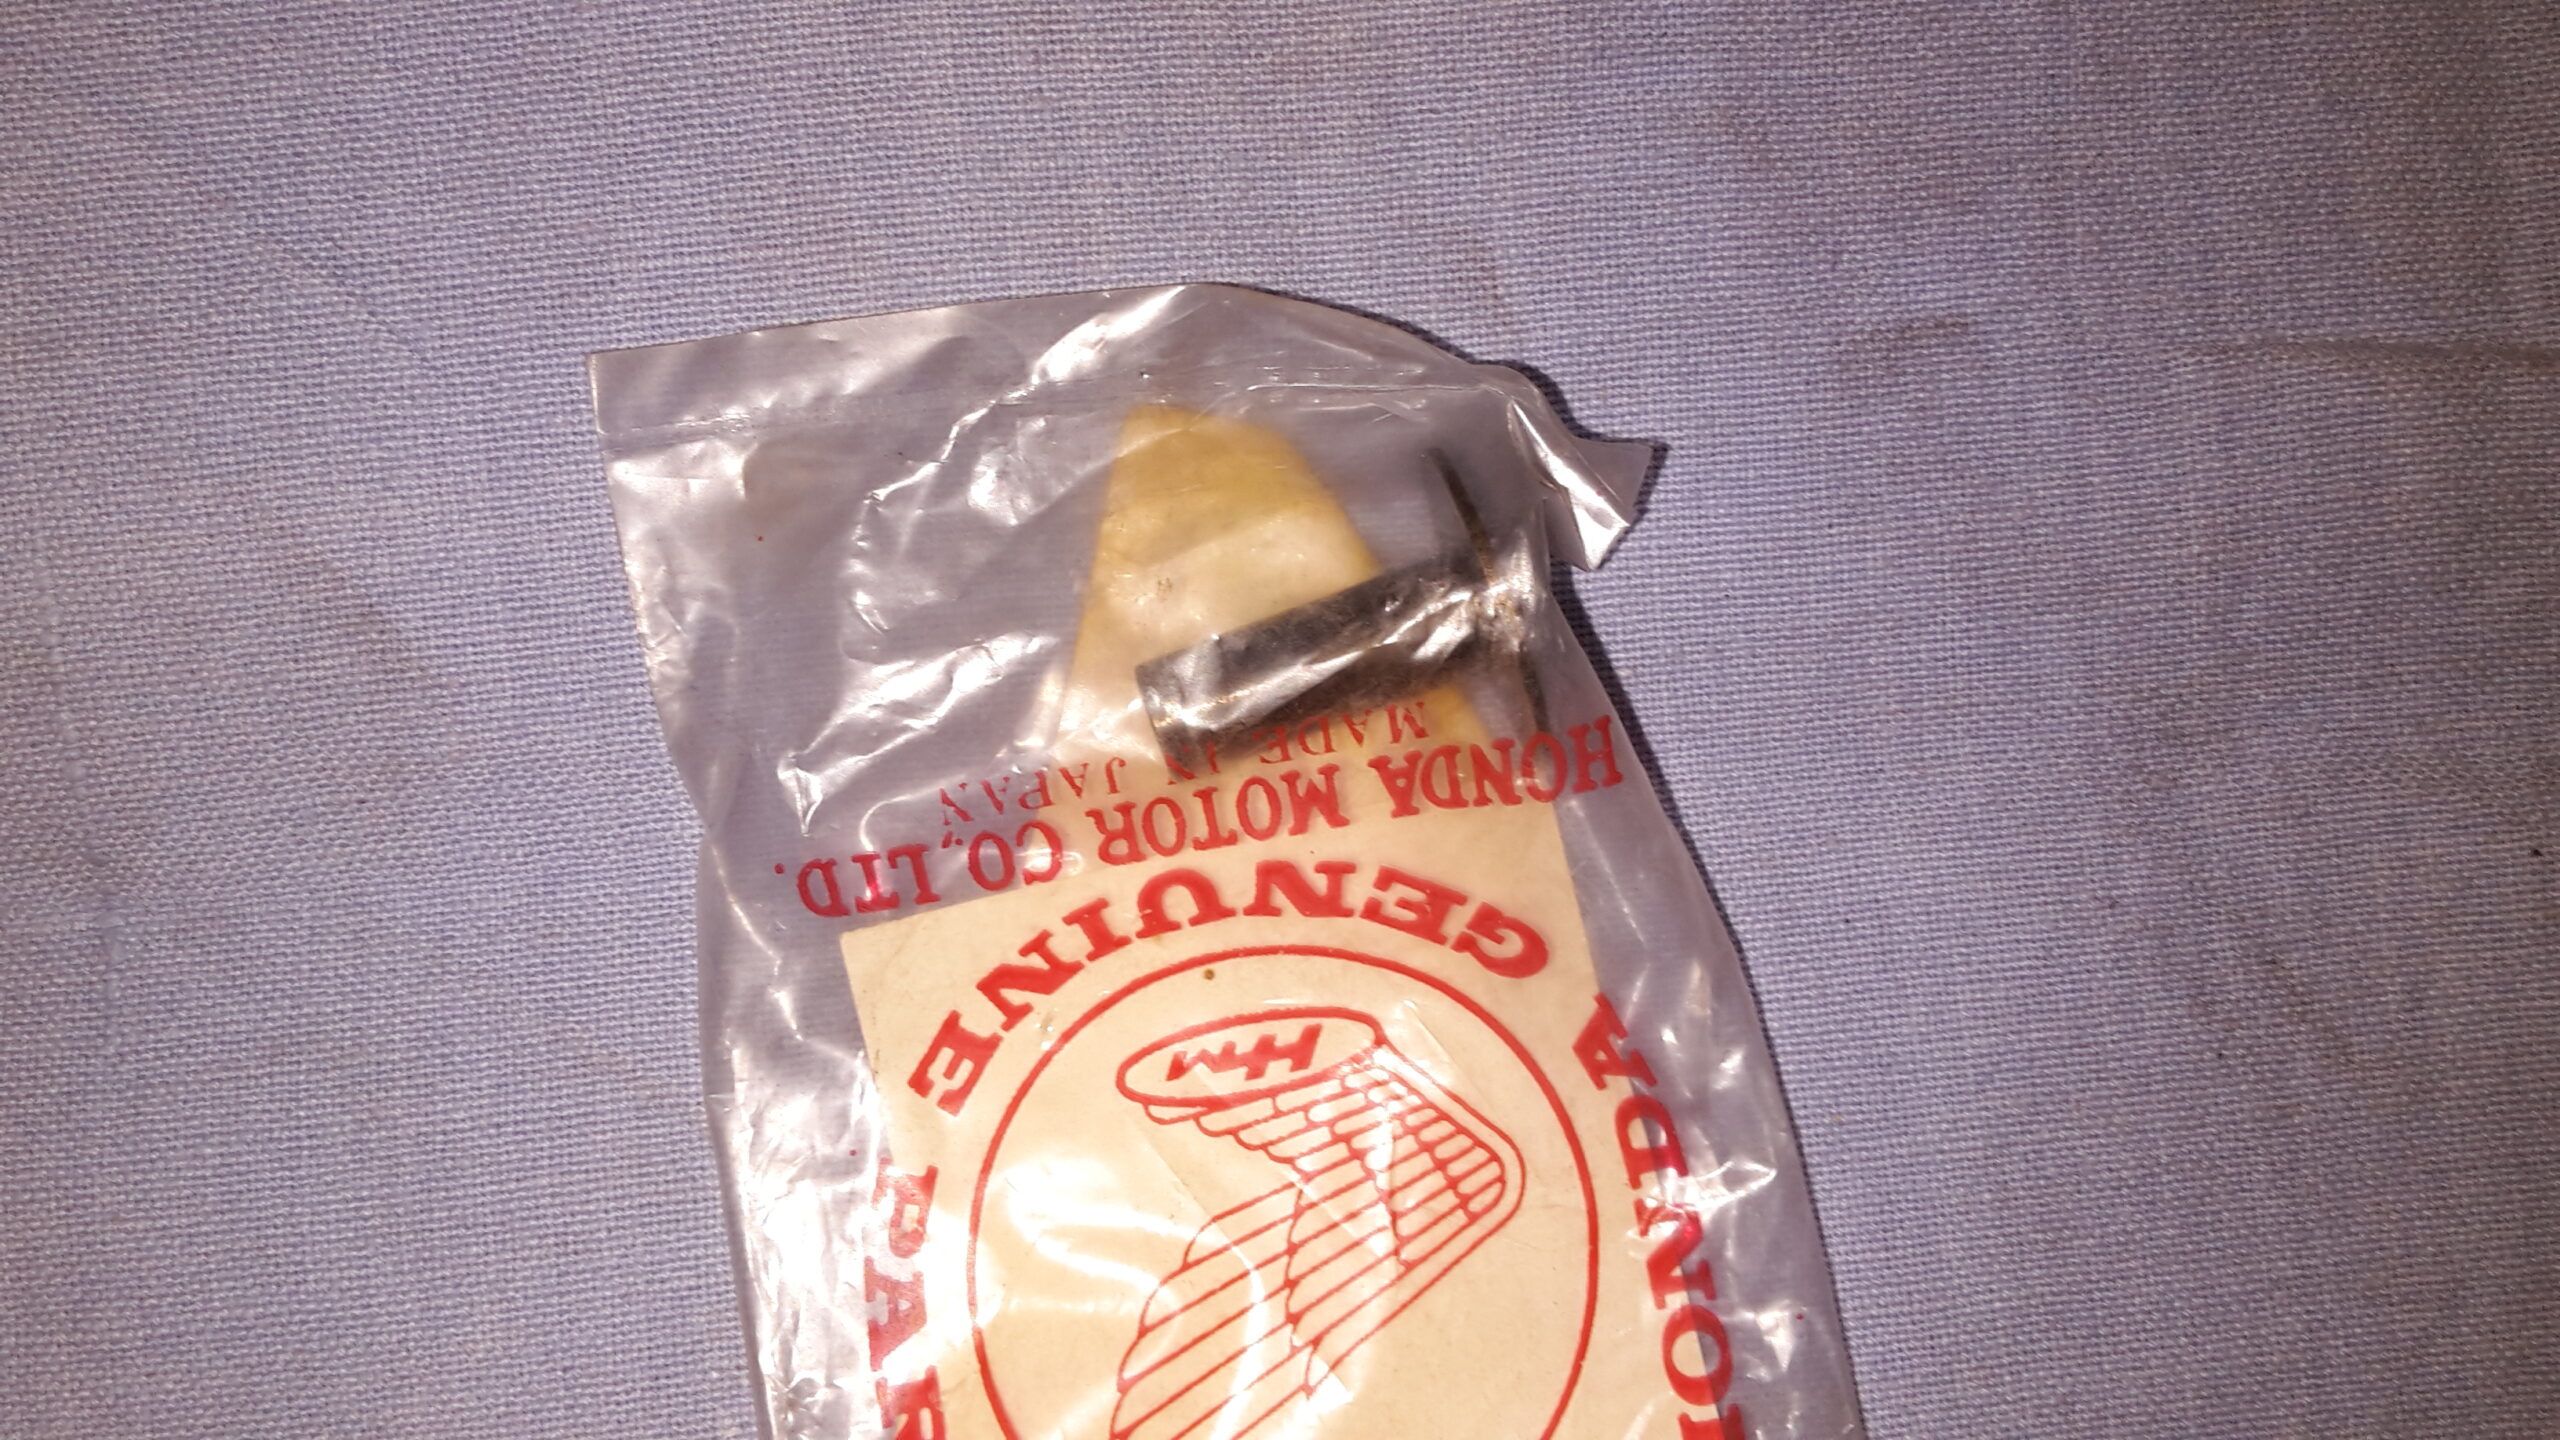 HONDA
GENUINE
PAR
HM
HONDA MOTOR CO., LTD.
MADE IN JAPAN